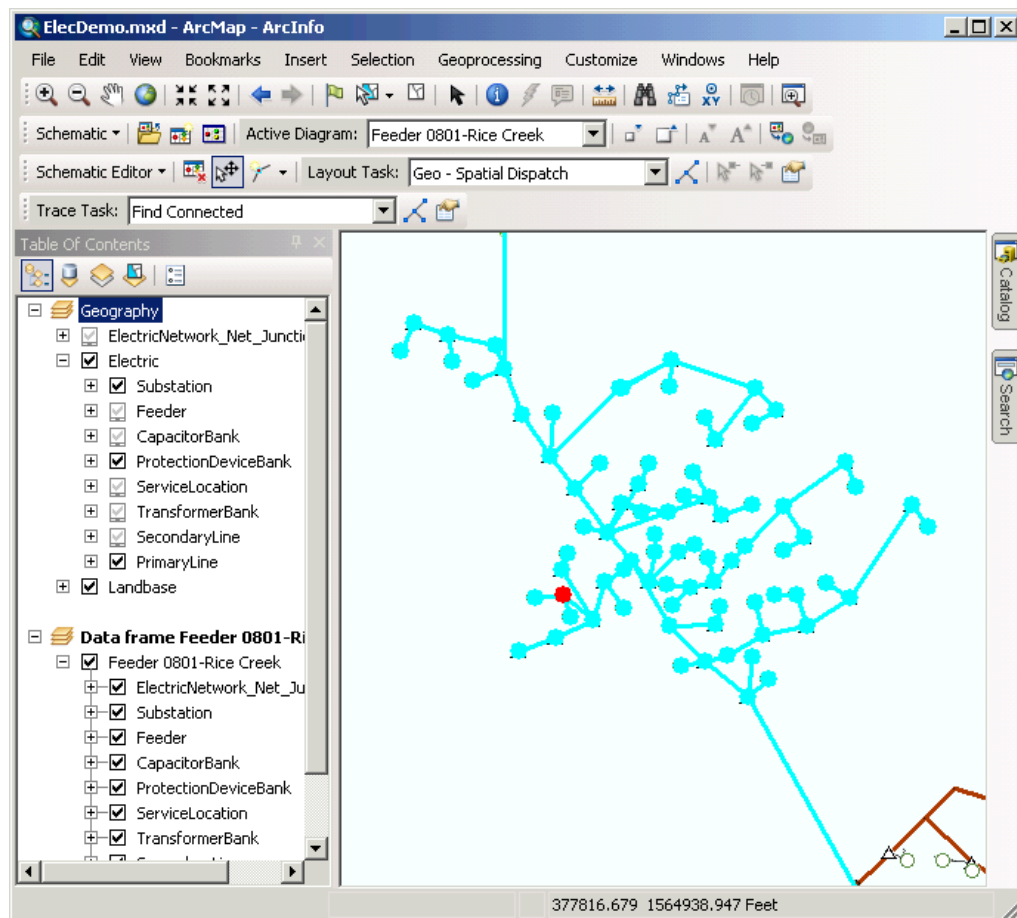 ElecDemo.mxd - ArcMap - ArcInfo
File Edit View Bookmarks Insert Selection Geoprocessing Customize Windows Help
XY
Schematic Active Diagram: Feeder 0801-Rice Creek
Schematic Editor Layout Task: Geo - Spatial Dispatch
Trace Task: Find Connected
Table Of Contents
Geography
ElectricNetwork_Net_Juncti
Electric
Substation
Feeder
CapacitorBank
ProtectionDeviceBank
ServiceLocation
TransformerBank
SecondaryLine
PrimaryLine
Landbase
Data frame Feeder 0801-Ri
Feeder 0801-Rice Creek
ElectricNetwork_Net_Ju
Substation
Feeder
CapacitorBank
ProtectionDeviceBank
ServiceLocation
TransformerBank
Catalog
Search
377816.679 1564938.947 Feet